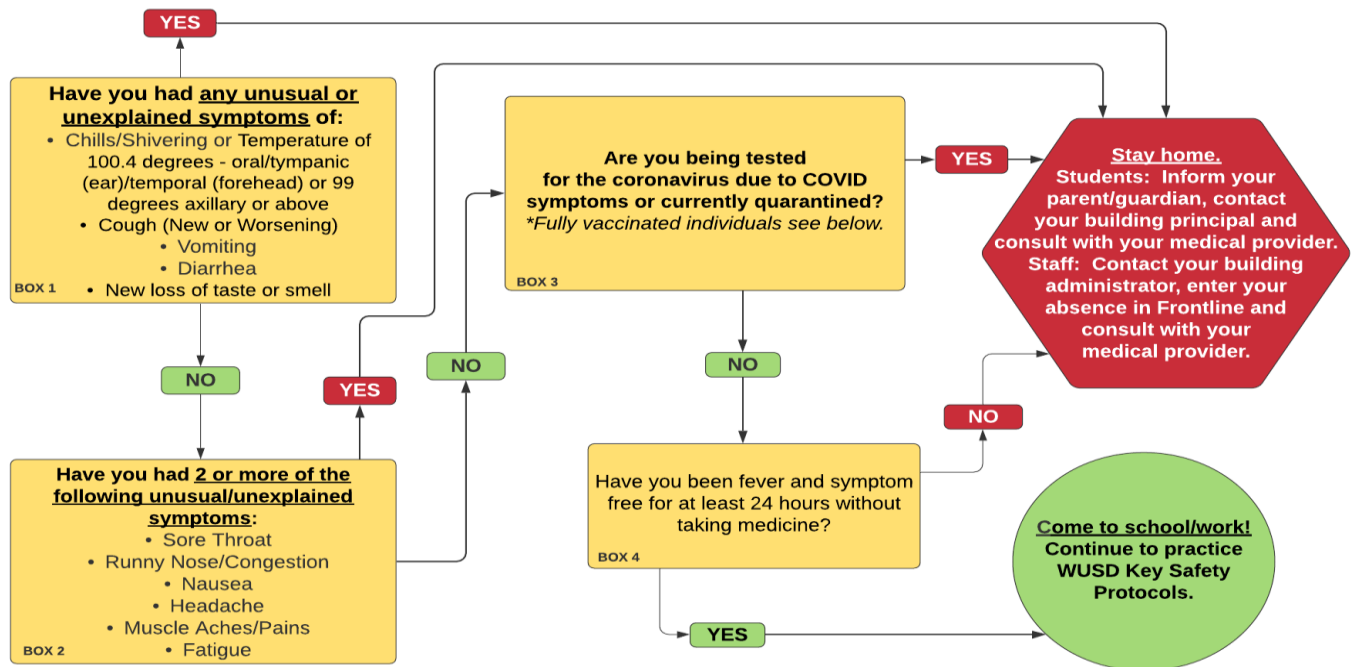 YES
Have you had any unusual or
unexplained symptoms of:
• Chills/Shivering or Temperature of
100.4 degrees - oral/tympanic
(ear)/temporal (forehead) or 99
degrees axillary or above
• Cough (New or Worsening)
• Vomiting
• Diarrhea
• New loss of taste or smell
BOX 1
NO
Have you had 2 or more of the
following unusual/unexplained
symptoms:
• Sore Throat
• Runny Nose/Congestion
• Nausea
• Headache
• Muscle Aches/Pains
• Fatigue
BOX 2
YES
NO
Are you being tested
for the coronavirus due to COVID
symptoms or currently quarantined?
*Fully vaccinated individuals see below.
BOX 3
YES
NO
Have you been fever and symptom
free for at least 24 hours without
taking medicine?
BOX 4
NO
YES
Stay home.
Students: Inform your
parent/guardian, contact
your building principal and
consult with your medical provider.
Staff: Contact your building
administrator, enter your
absence in Frontline and
consult with your
medical provider.
Come to school/work!
Continue to practice
WUSD Key Safety
Protocols.